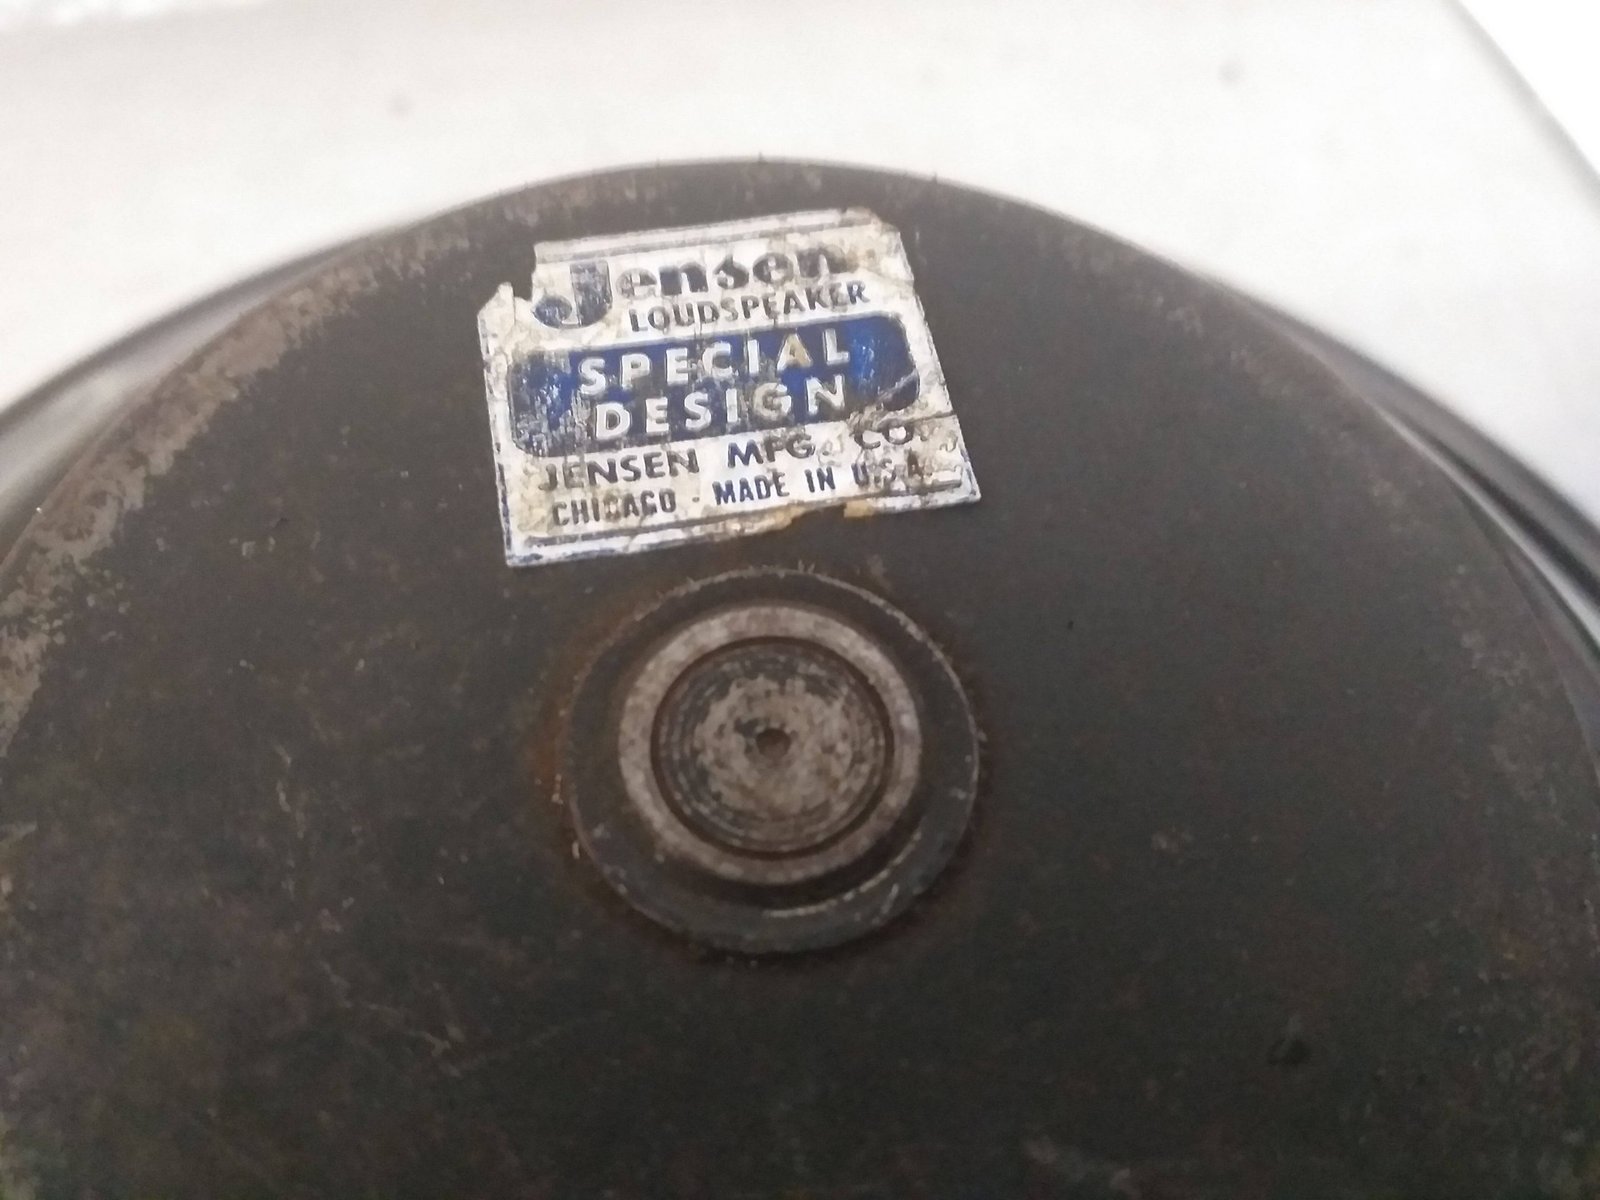 Jensen
LOUDSPEAKER
SPECIAL
DESIGN
JENSEN MFG. CO.
CHICAGO - MADE IN U.S.A.